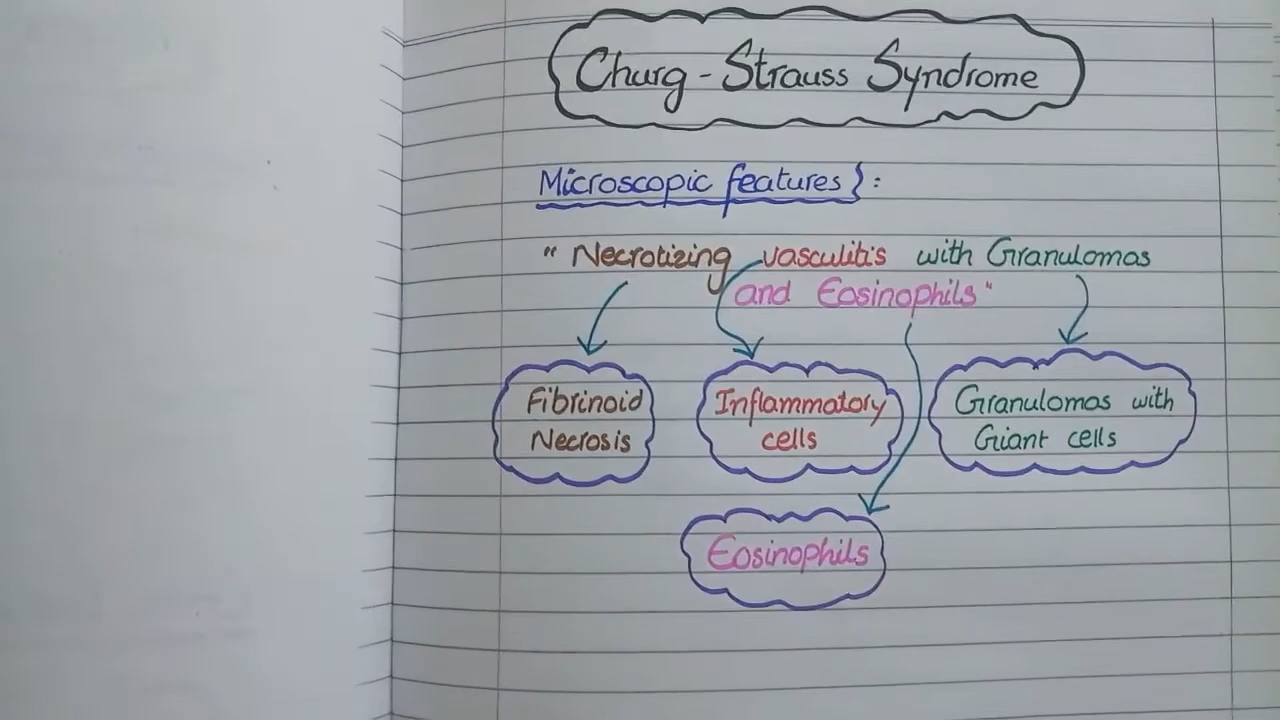 Churg - Strauss Syndrome
Microscopic features } :
" Necrotizing vasculitis with Granulomas
and Eosinophils "
Fibrinoid
Necrosis
Inflammatory
cells
Granulomas with
Giant cells
Eosinophils